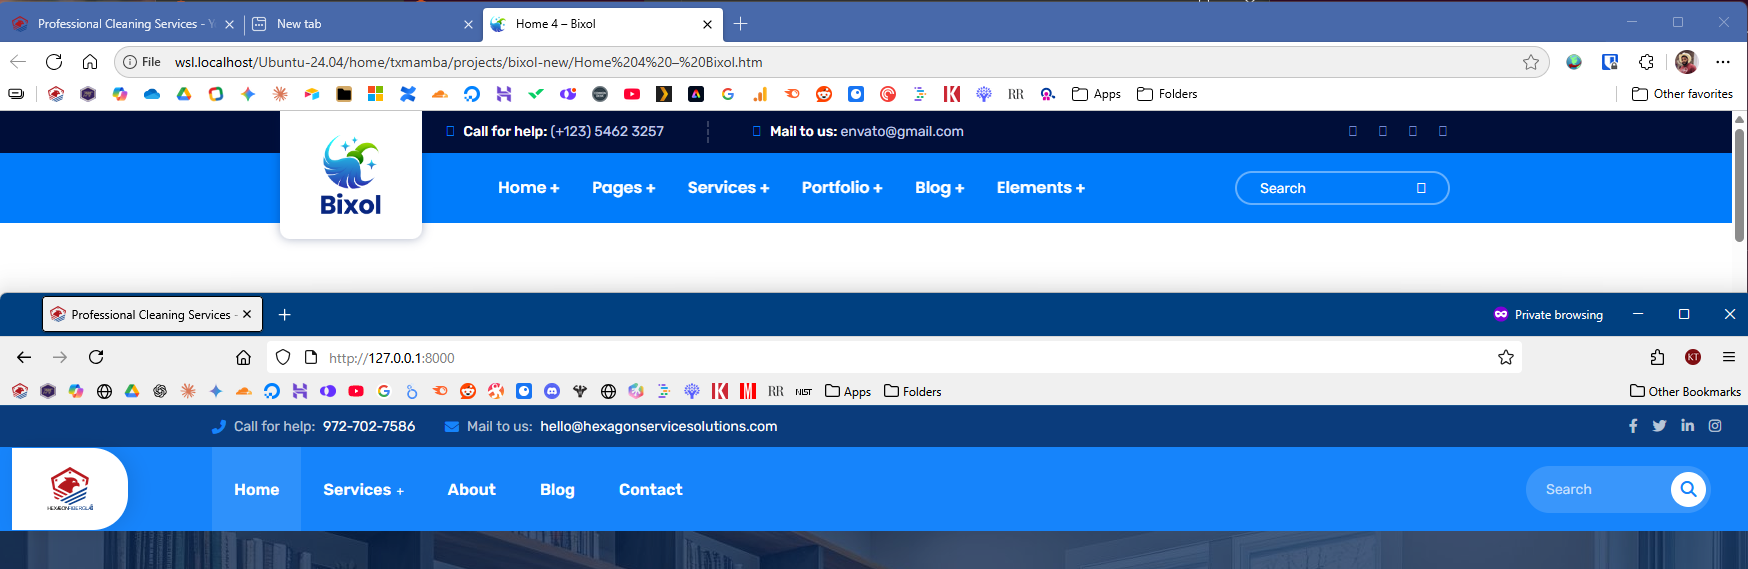 Professional Cleaning Services - Y
New tab
Home 4 – Bixol
File
wsl.localhost/Ubuntu-24.04/home/txmamba/projects/bixol-new/Home%204%20–%20Bixol.htm
RR
Apps
Folders
Other favorites
Call for help: (+123) 5462 3257
Mail to us: envato@gmail.com
Bixol
Home +
Pages +
Services +
Portfolio +
Blog +
Elements +
Search
Professional Cleaning Services -
Private browsing
http://127.0.0.1:8000
KT
RR
NIST
Apps
Folders
Other Bookmarks
Call for help: 972-702-7586
Mail to us: hello@hexagonservicesolutions.com
Home
Services +
About
Blog
Contact
Search